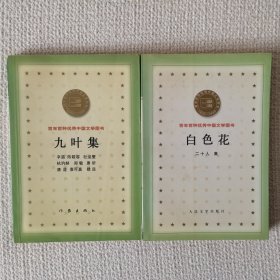 百年百种优秀中国文学图书
九叶集
辛笛 陈敬容 杜运燮
杭约赫 郑敏 唐祈
唐湜 袁可嘉 穆旦
作家出版社
百年百种优秀中国文学图书
白色花
二十人集
人民文学出版社